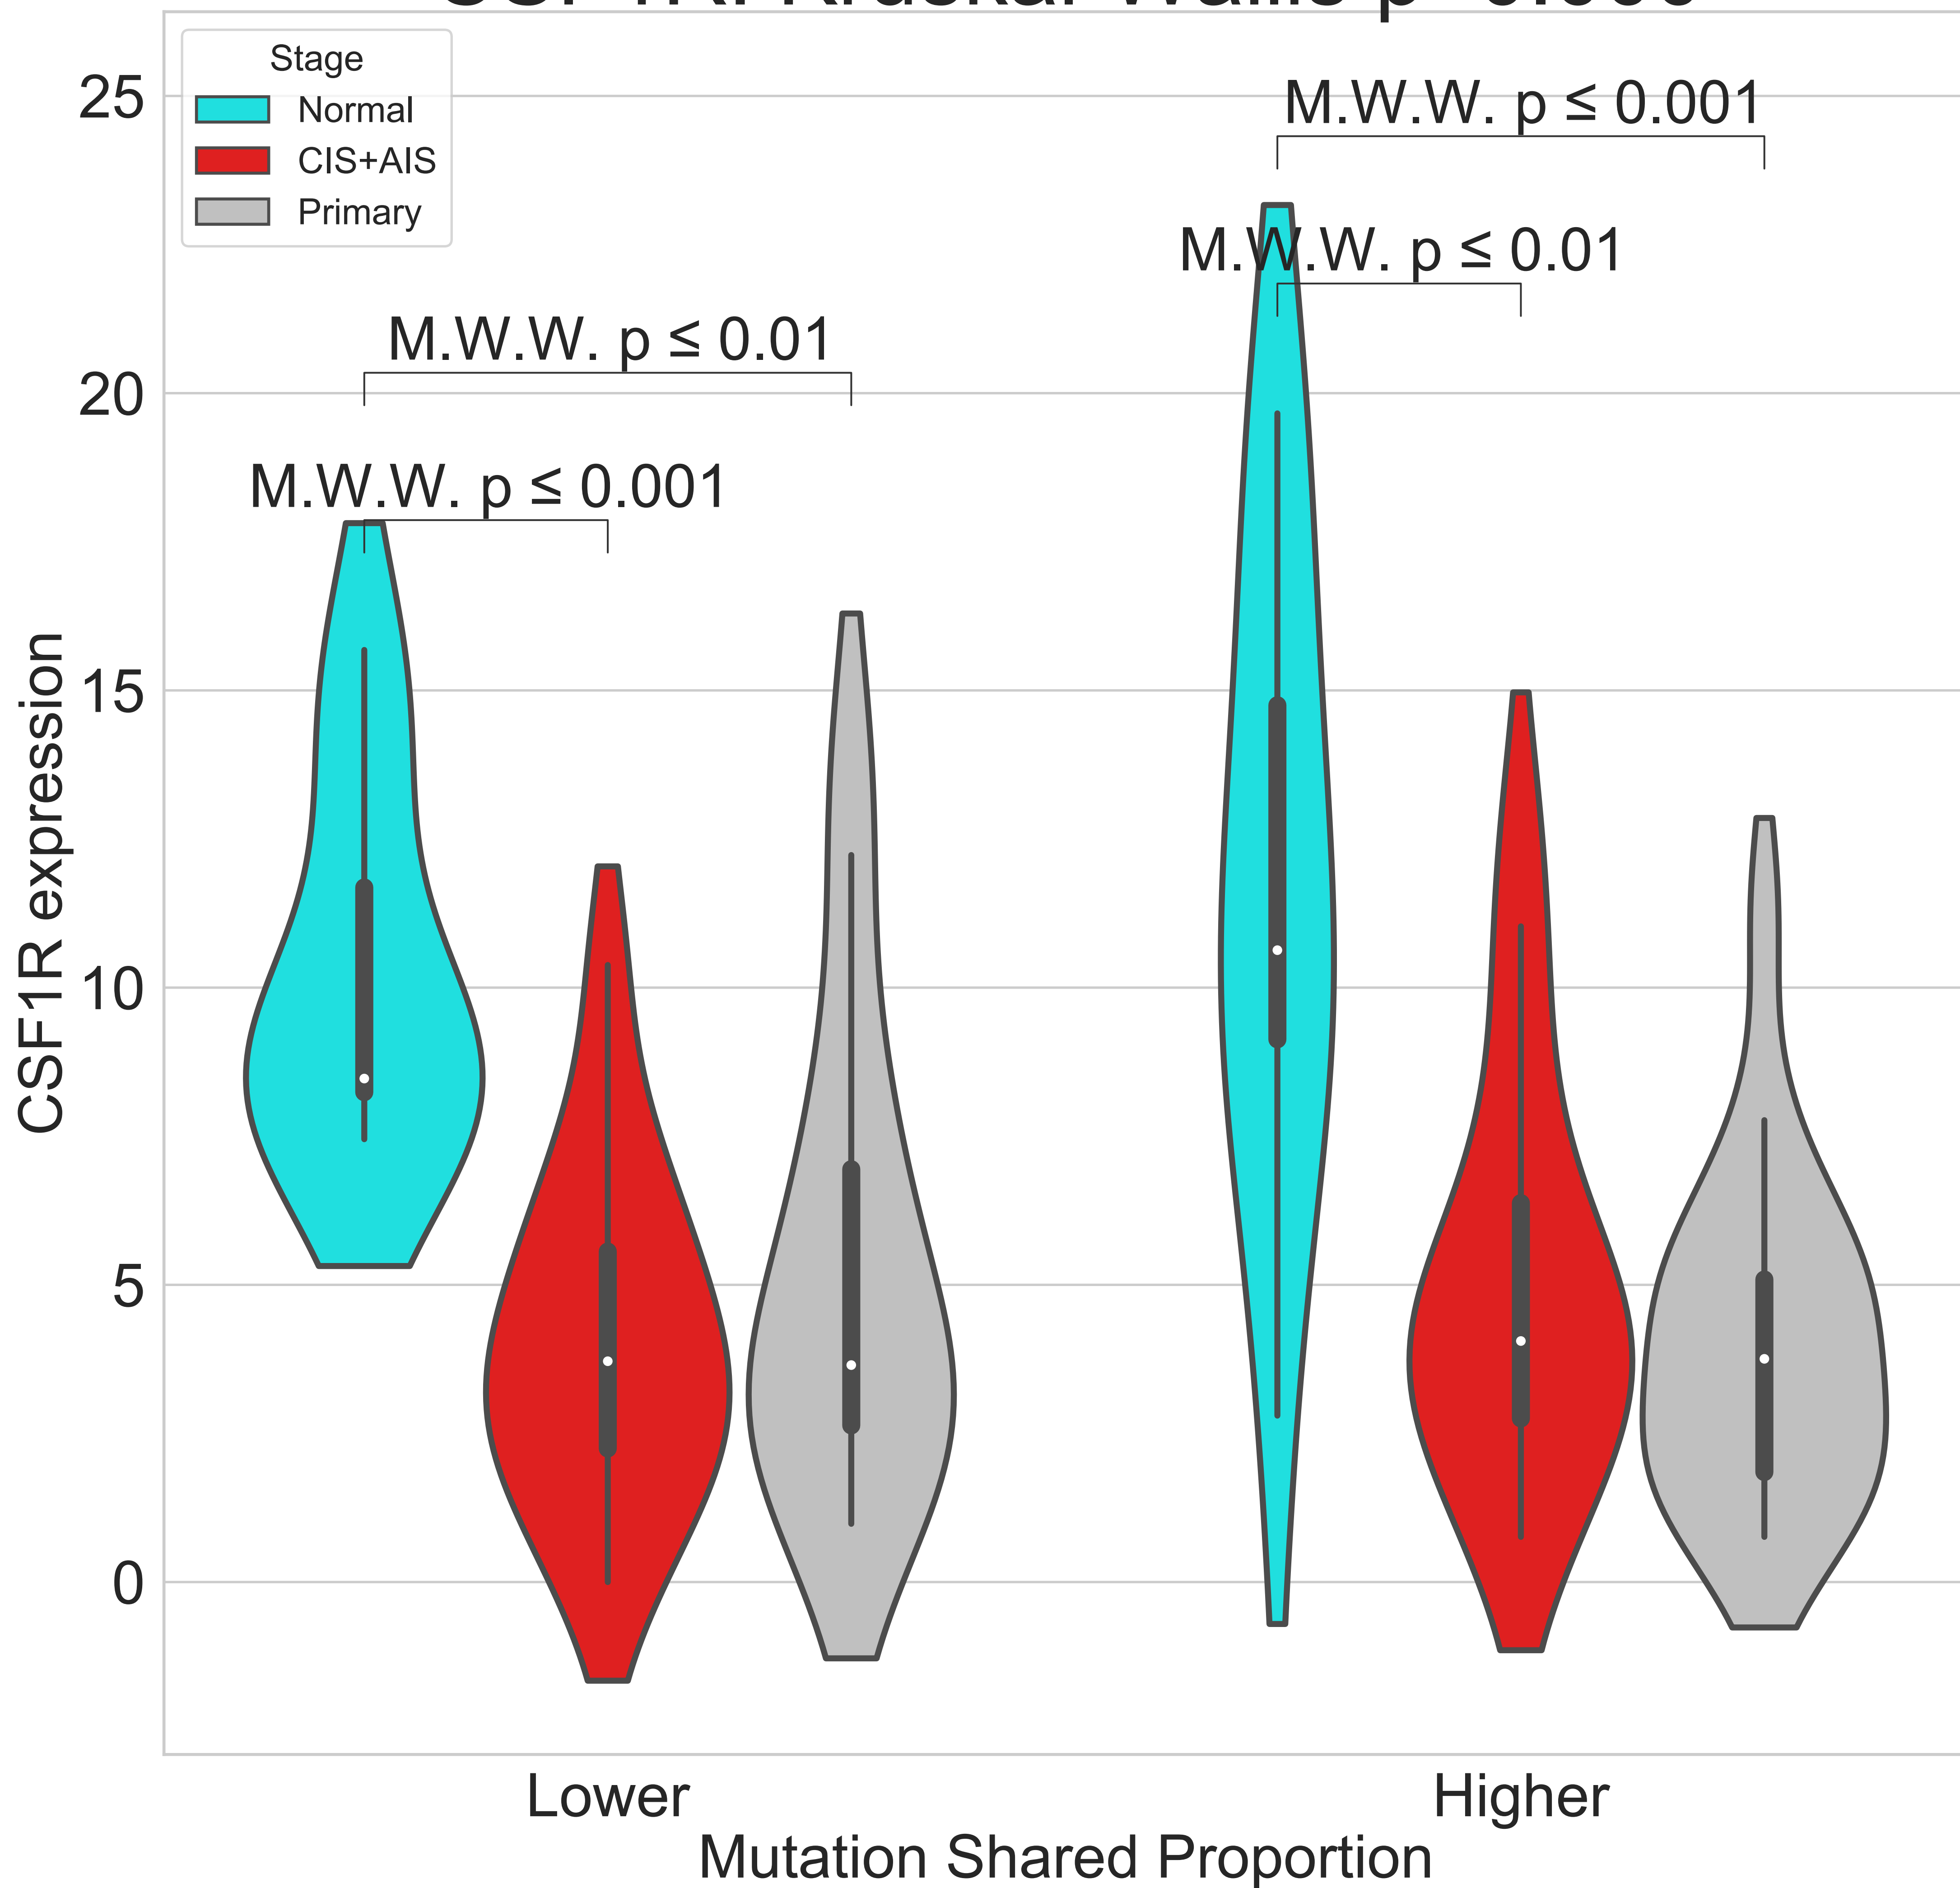 Stage
Normal
CIS+AIS
Primary
M.W.W. p ≤ 0.001
M.W.W. p ≤ 0.01
M.W.W. p ≤ 0.01
M.W.W. p ≤ 0.001
25
20
15
10
5
0
CSF1R expression
Lower
Higher
Mutation Shared Proportion